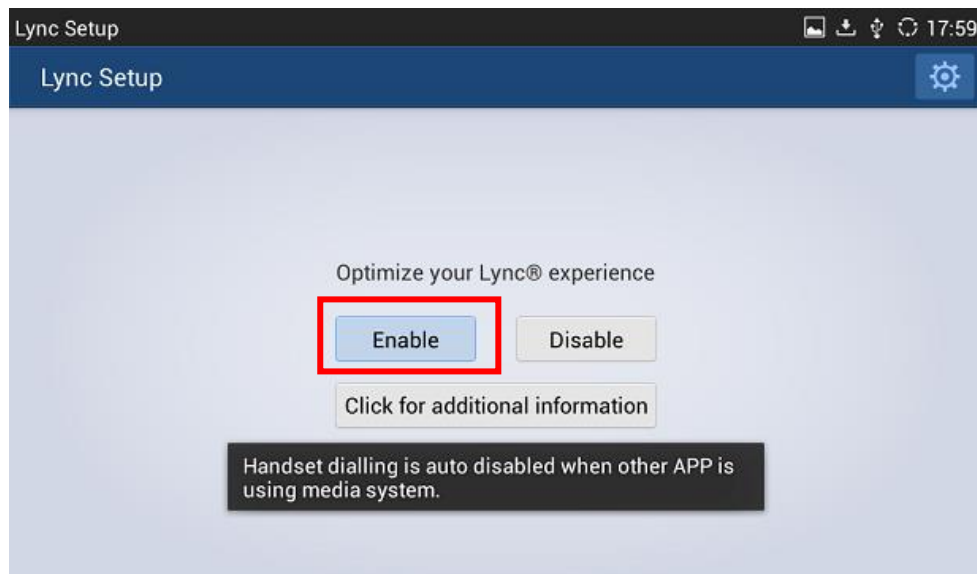 Lync Setup 17:59
Lync Setup
Optimize your Lync® experience
Enable Disable
Click for additional information
Handset dialling is auto disabled when other APP is
using media system.